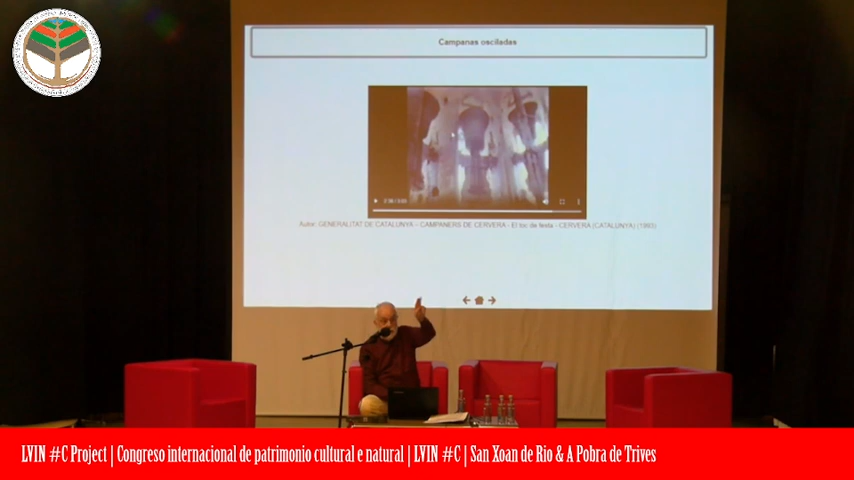 Campanas osciladas
Autor: GENERALITAT DE CATALUNYA - CAMPANERS DE CERVERA - El toc de festa - CERVERA (CATALUNYA) (1993)
LVIN #C Project | Congreso internacional de patrimonio cultural e natural | LVIN #C | San Xoan de Rio & A Pobra de Trives